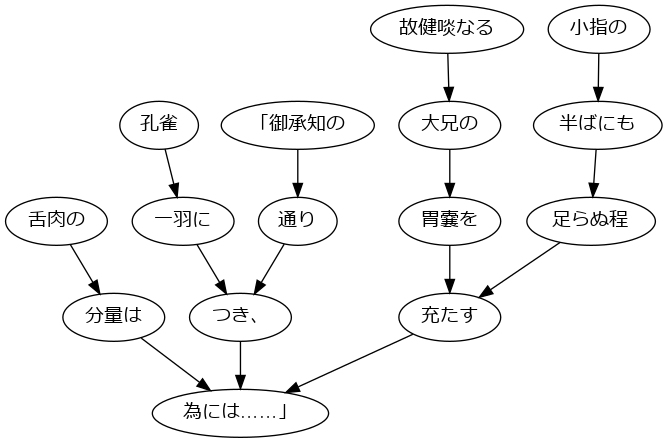 故健啖なる 小指の
孔雀 「御承知の 大兄の 半ばにも
舌肉の 一羽に 通り 胃嚢を 足らぬ程
分量は つき、 充たす
為には……」